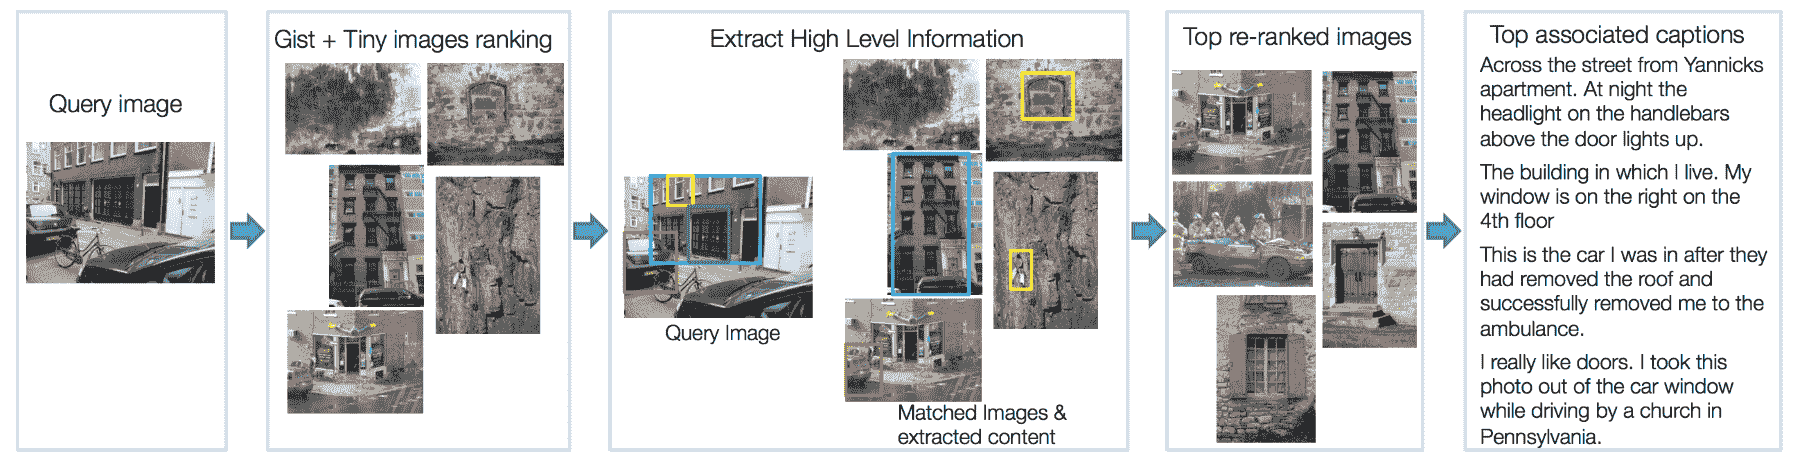 Query image
Gist + Tiny images ranking
Extract High Level Information
Query Image
Matched Images &
extracted content
Top re-ranked images
Top associated captions
Across the street from Yannicks
apartment. At night the
headlight on the handlebars
above the door lights up.
The building in which I live. My
window is on the right on the
4th floor
This is the car I was in after they
had removed the roof and
successfully removed me to the
ambulance.
I really like doors. I took this
photo out of the car window
while driving by a church in
Pennsylvania.